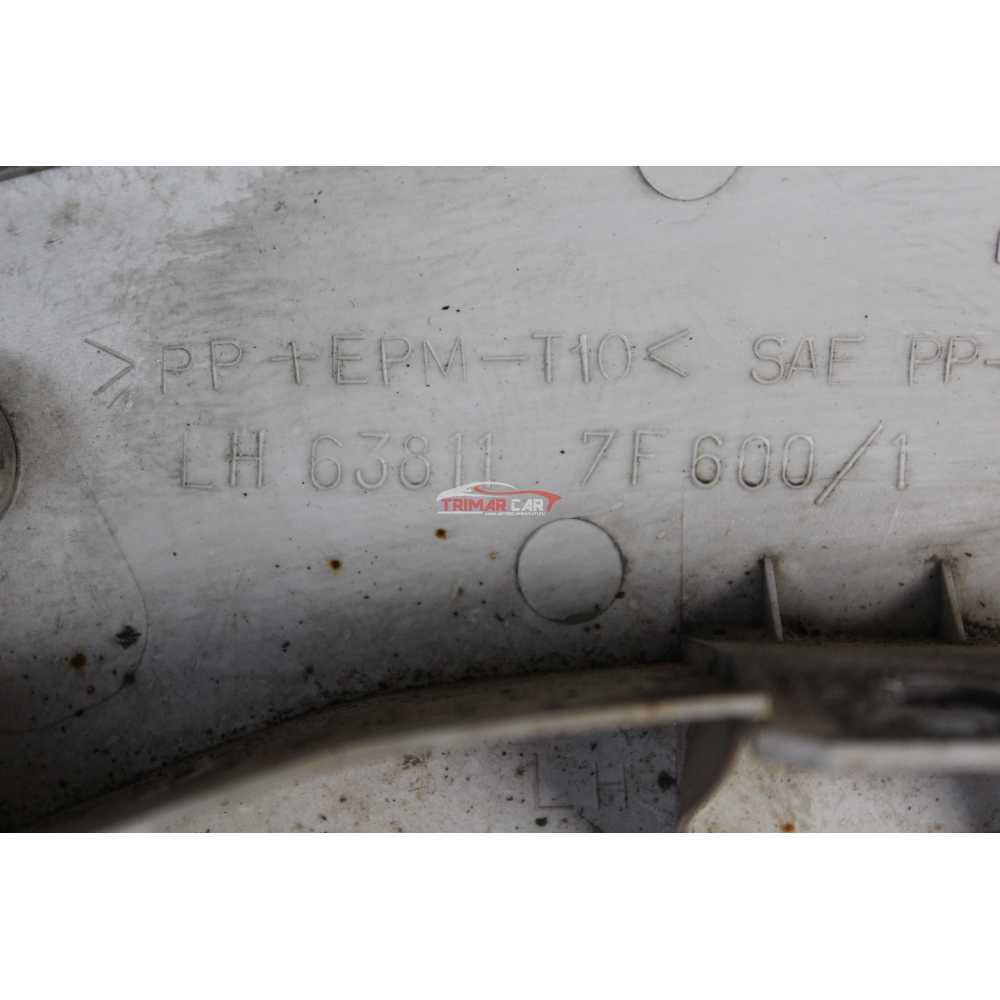 >PP+EPM-T10< SAE PP-
LH 63811 7F600/1
TRIMAR CAR
LH